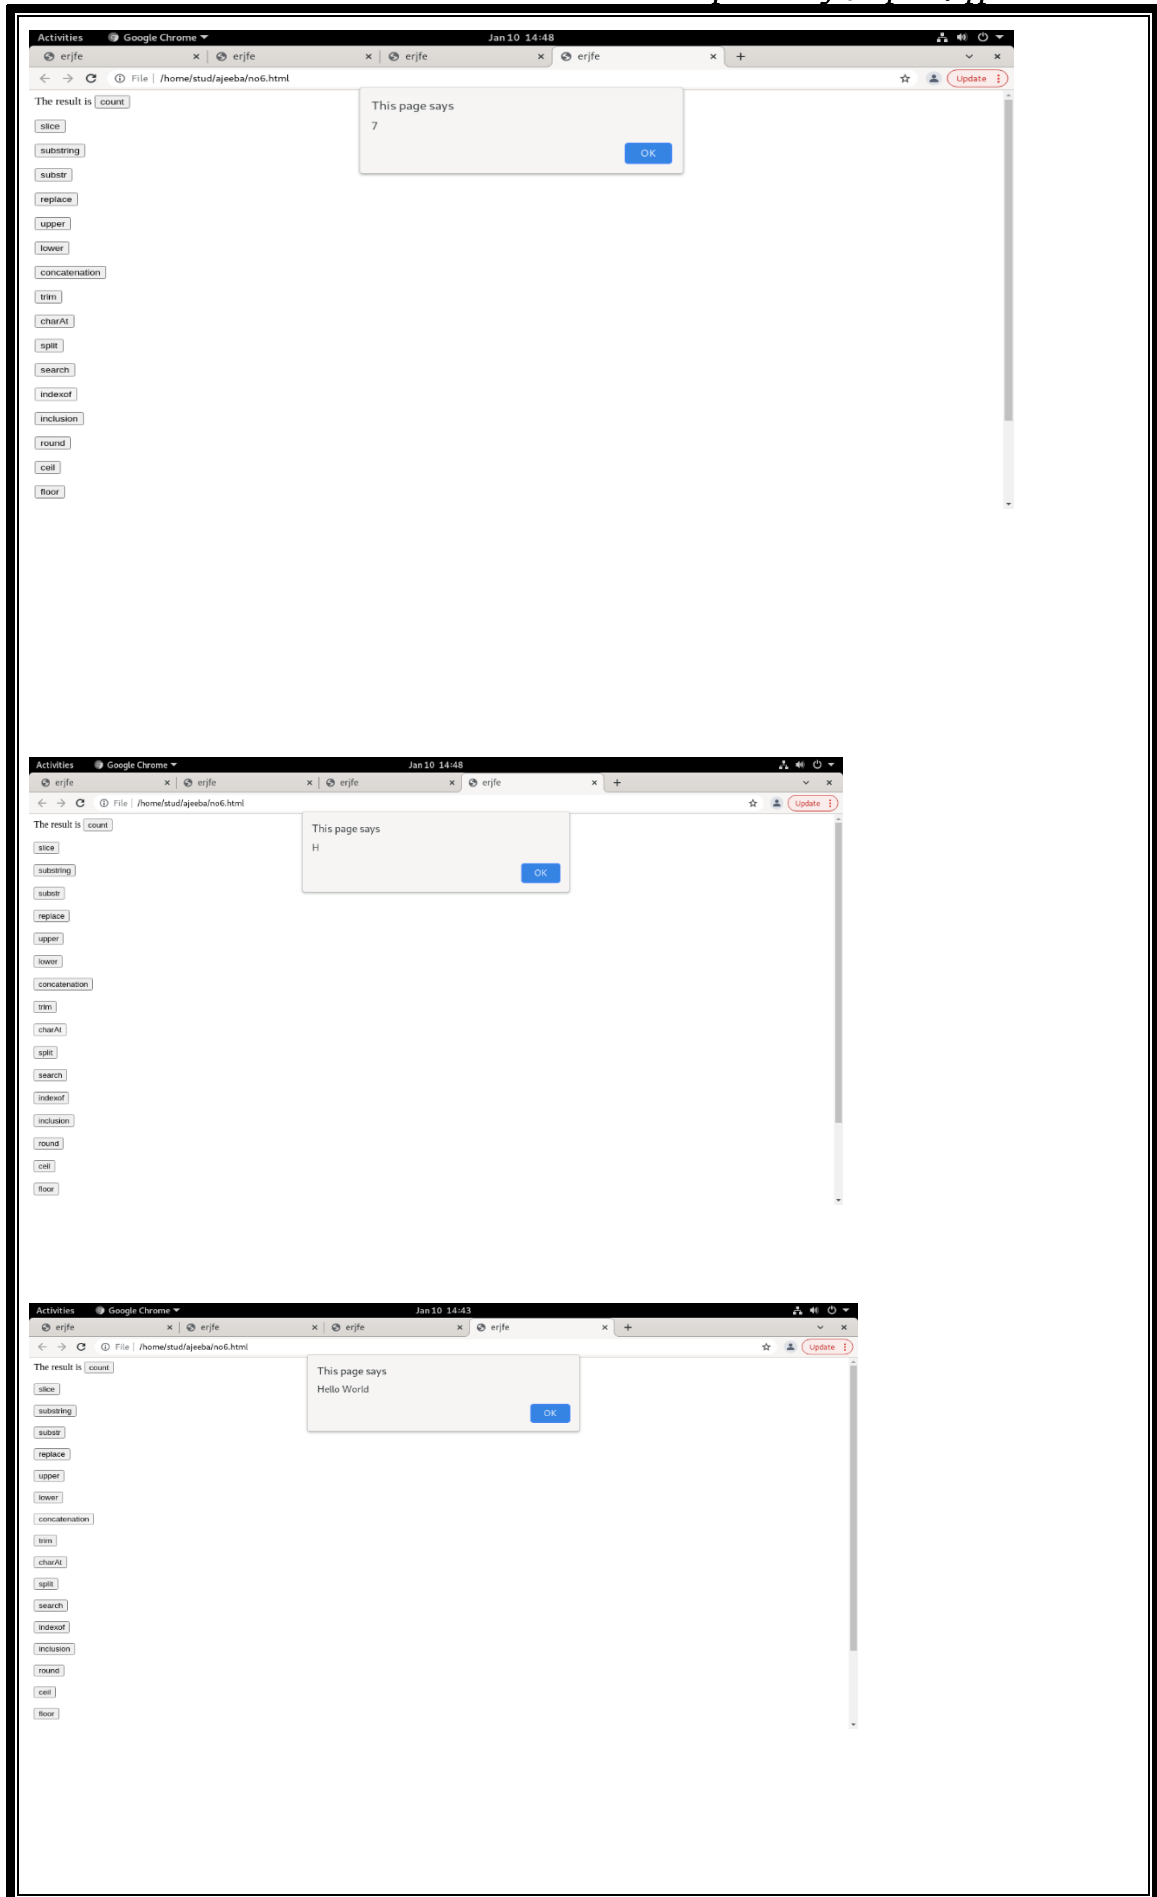 Activities Google Chrome Jan 10 14:48
erjfe erjfe erjfe erjfe
File /home/stud/ajeeba/no6.html Update
The result is count
This page says
7
OK
slice
substring
substr
replace
upper
lower
concatenation
trim
charAt
split
search
indexof
inclusion
round
ceil
floor
Activities Google Chrome Jan 10 14:48
erjfe erjfe erjfe erjfe
File /home/stud/ajeeba/no6.html Update
The result is count
This page says
H
OK
slice
substring
substr
replace
upper
lower
concatenation
trim
charAt
split
search
indexof
inclusion
round
ceil
floor
Activities Google Chrome Jan 10 14:43
erjfe erjfe erjfe erjfe
File /home/stud/ajeeba/no6.html Update
The result is count
This page says
Hello World
OK
slice
substring
substr
replace
upper
lower
concatenation
trim
charAt
split
search
indexof
inclusion
round
ceil
floor